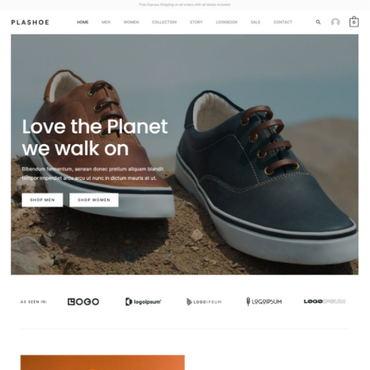 Free Express Shipping on all orders with all duties included
PLASHOE
HOME MEN WOMEN COLLECTION STORY LOOKBOOK SALE CONTACT
0
Love the Planet
we walk on
Bibendum fermentum, aenean donec pretium aliquam blandit
tempor imperdiet arcu arcu ut nunc in dictum mauris at ut.
SHOP MEN SHOP WOMEN
AS SEEN IN: LOGO logoipsum LOGOIPSUM LOGOIPSUM LOGOIPSUM